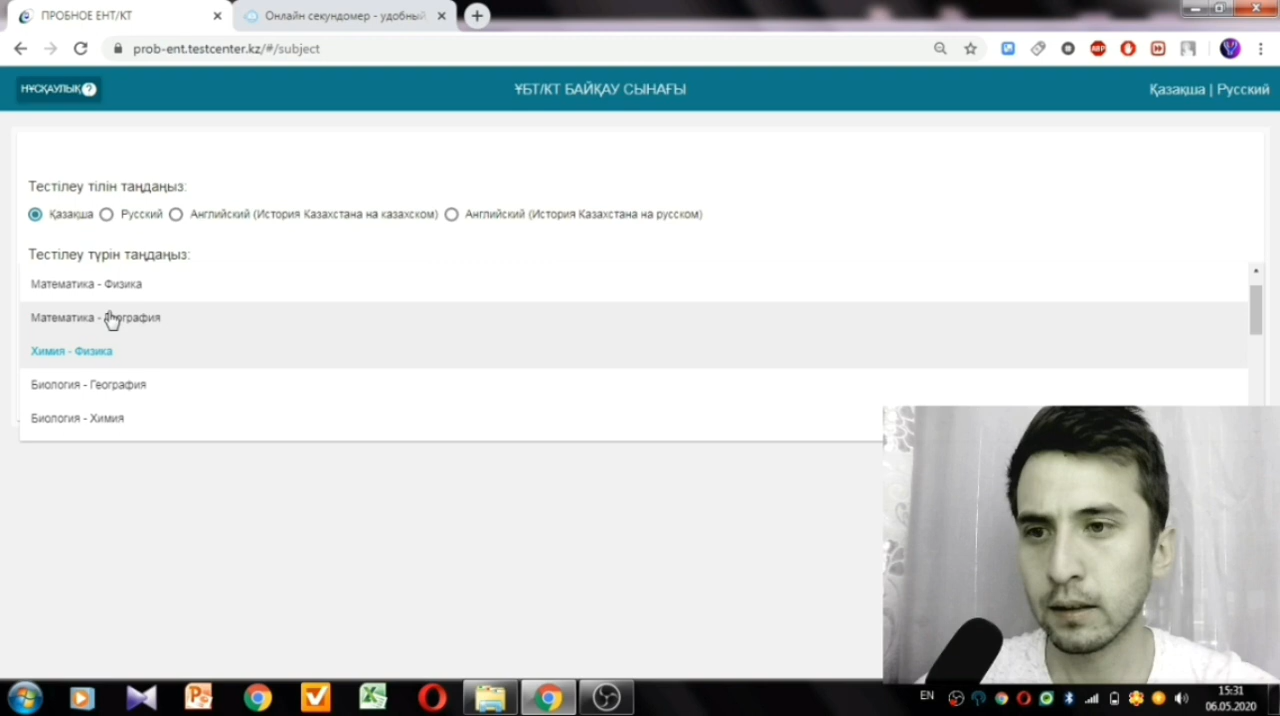 ПРОБНОЕ ЕНТ/КТ
Онлайн секундомер - удобный
prob-ent.testcenter.kz/#/subject
НҰСҚАУЛЫҚ ?
ҰБТ/КТ БАЙҚАУ СЫНАҒЫ
Қазақша | Русский
Тестілеу тілін таңдаңыз:
Қазақша Русский Английский (История Казахстана на казахском) Английский (История Казахстана на русском)
Тестілеу түрін таңдаңыз:
Математика - Физика
Математика - География
Химия - Физика
Биология - География
Биология - Химия
EN
15:31
06.05.2020